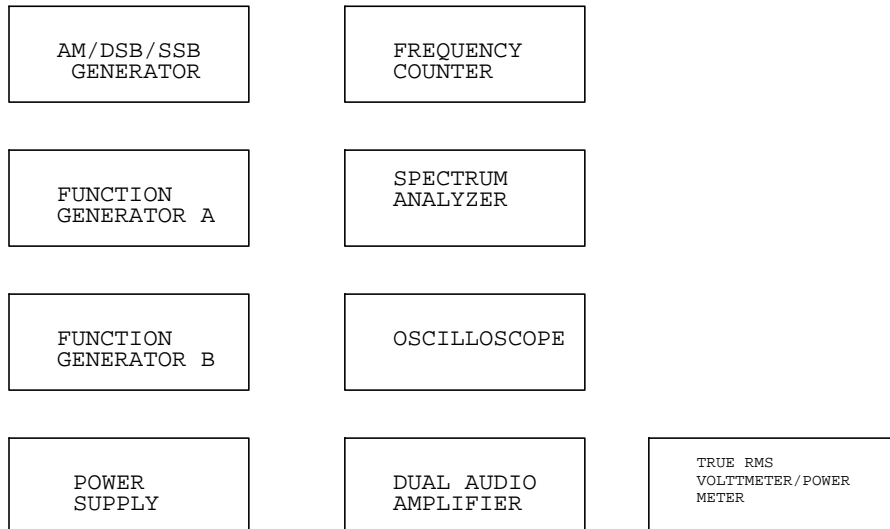 AM/DSB/SSB
GENERATOR
FREQUENCY
COUNTER
FUNCTION
GENERATOR A
SPECTRUM
ANALYZER
FUNCTION
GENERATOR B
OSCILLOSCOPE
POWER
SUPPLY
DUAL AUDIO
AMPLIFIER
TRUE RMS
VOLTTMETER/POWER
METER